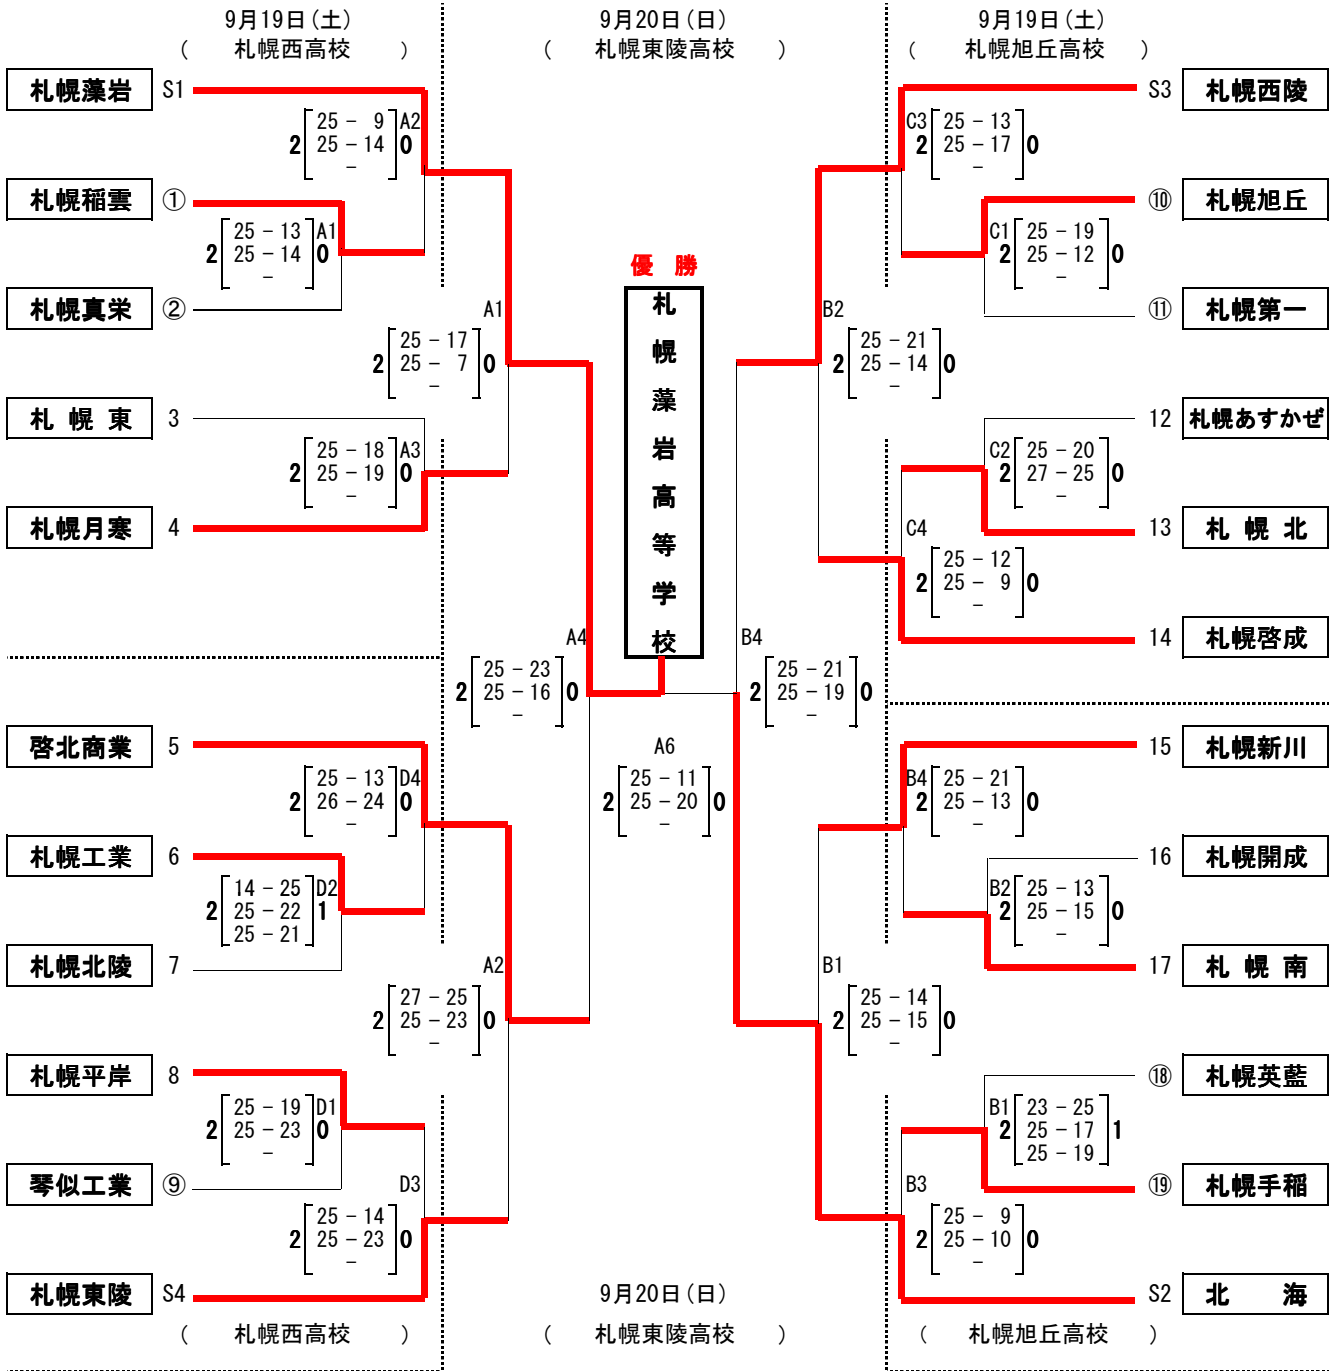 9月19日(土)
( 札幌西高校 )
9月20日(日)
( 札幌東陵高校 )
9月19日(土)
( 札幌旭丘高校 )
札幌藻岩 S1
2 [ 25 - 9 25 - 14 - ] 0 A2
札幌稲雲 ①
2 [ 25 - 13 25 - 14 - ] 0 A1
札幌真栄 ②
A1
2 [ 25 - 17 25 - 7 - ] 0
札幌東 3
2 [ 25 - 18 25 - 19 - ] 0 A3
札幌月寒 4
A4
2 [ 25 - 23 25 - 16 - ] 0
啓北商業 5
2 [ 25 - 13 26 - 24 - ] 0 D4
札幌工業 6
2 [ 14 - 25 25 - 22 25 - 21 ] 1 D2
札幌北陵 7
A2
2 [ 27 - 25 25 - 23 - ] 0
札幌平岸 8
2 [ 25 - 19 25 - 23 - ] 0 D1
琴似工業 ⑨
D3
2 [ 25 - 14 25 - 23 - ] 0
札幌東陵 S4
優勝
札幌藻岩高等学校
A6
2 [ 25 - 11 25 - 20 - ] 0
S3 札幌西陵
C3
2 [ 25 - 13 25 - 17 - ] 0
⑩ 札幌旭丘
C1
2 [ 25 - 19 25 - 12 - ] 0
⑪ 札幌第一
B2
2 [ 25 - 21 25 - 14 - ] 0
12 札幌あすかぜ
C2
2 [ 25 - 20 27 - 25 - ] 0
13 札幌北
C4
2 [ 25 - 12 25 - 9 - ] 0
14 札幌啓成
B4
2 [ 25 - 21 25 - 19 - ] 0
15 札幌新川
B4
2 [ 25 - 21 25 - 13 - ] 0
16 札幌開成
B2
2 [ 25 - 13 25 - 15 - ] 0
17 札幌南
B1
2 [ 25 - 14 25 - 15 - ] 0
⑱ 札幌英藍
B1
2 [ 23 - 25 25 - 17 25 - 19 ] 1
⑲ 札幌手稲
B3
2 [ 25 - 9 25 - 10 - ] 0
S2 北海
( 札幌西高校 )
9月20日(日)
( 札幌東陵高校 )
( 札幌旭丘高校 )